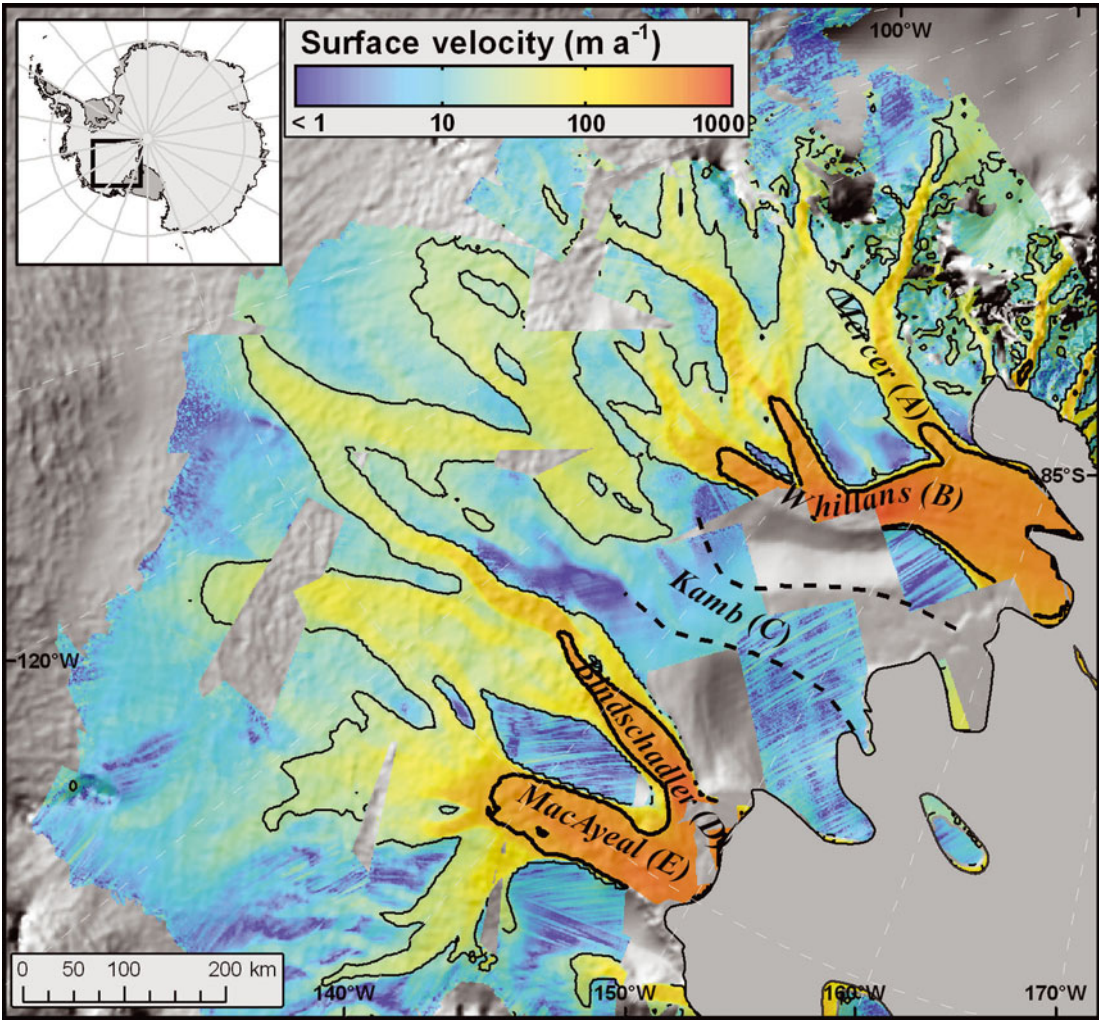 Surface velocity (m a⁻¹)
< 1 10 100 1000
100°W
Mercer (A)
85°S
Whillans (B)
Kamb (C)
120°W
Bindschadler (D)
MacAyeal (E)
0 50 100 200 km
140°W 150°W 160°W 170°W